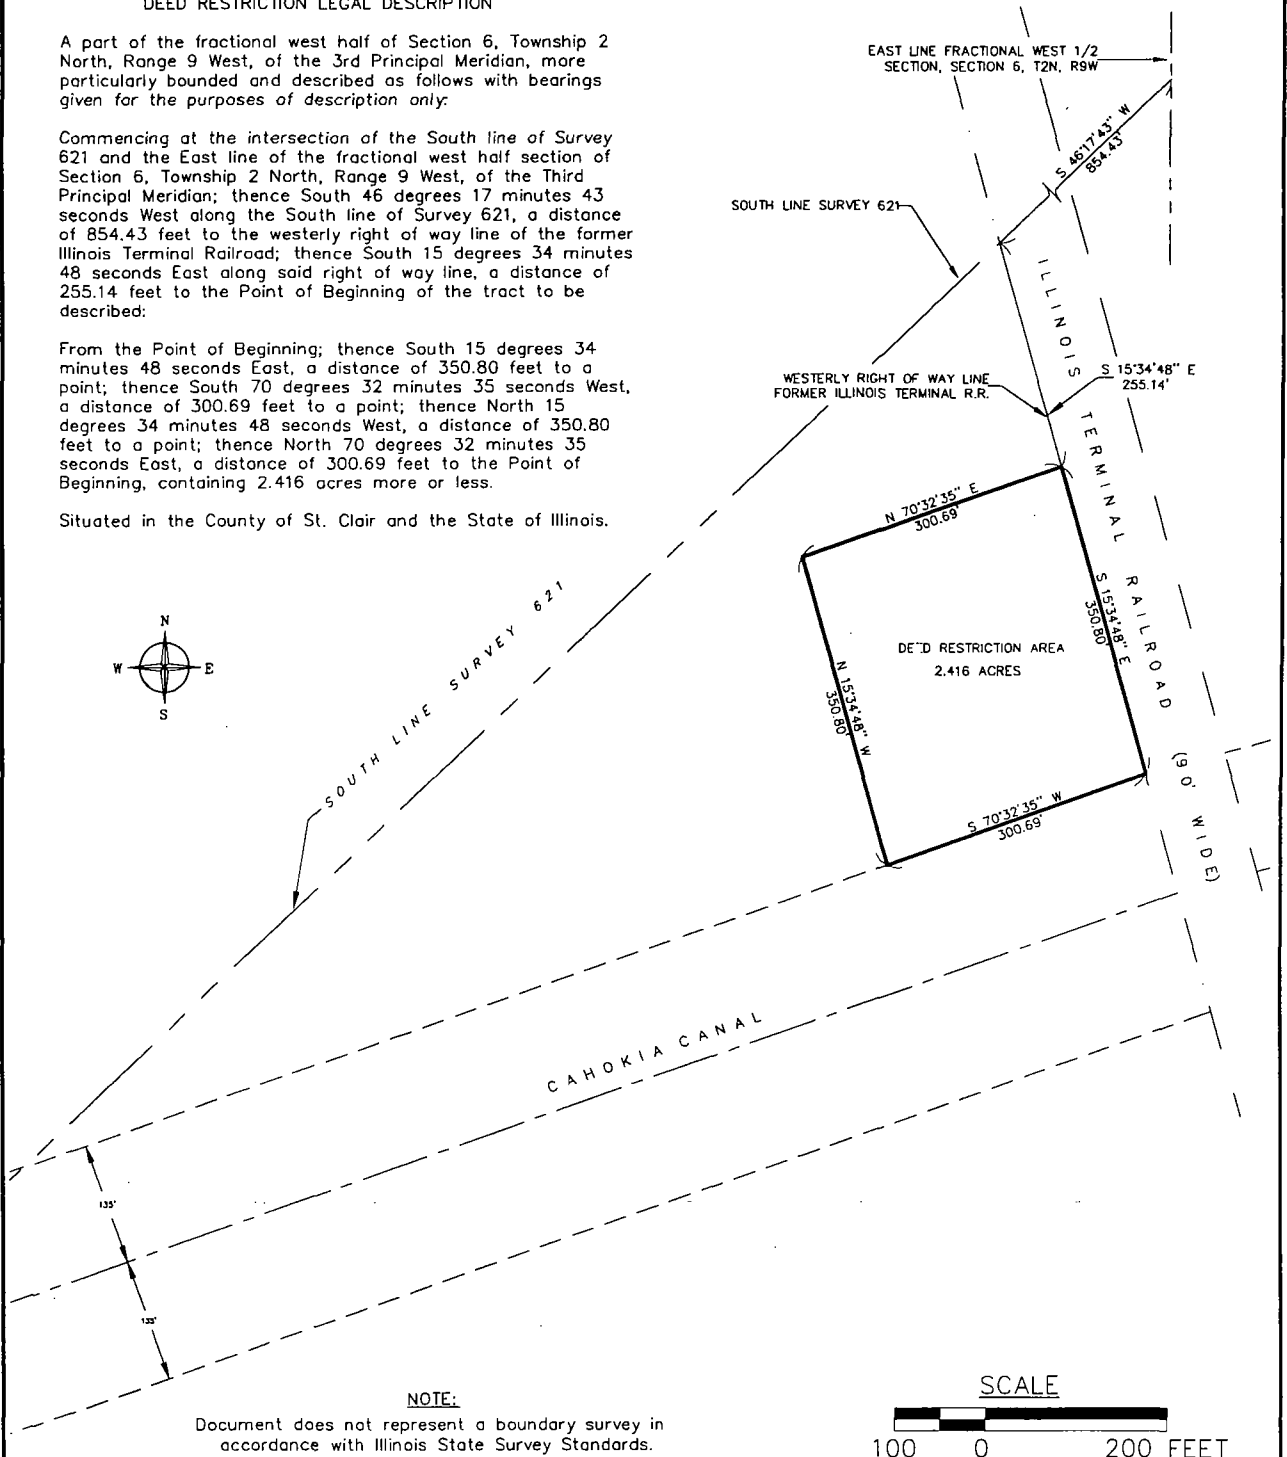 DEED RESTRICTION LEGAL DESCRIPTION
A part of the fractional west half of Section 6, Township 2
North, Range 9 West, of the 3rd Principal Meridian, more
particularly bounded and described as follows with bearings
given for the purposes of description only:
Commencing at the intersection of the South line of Survey
621 and the East line of the fractional west half section of
Section 6, Township 2 North, Range 9 West, of the Third
Principal Meridian; thence South 46 degrees 17 minutes 43
seconds West along the South line of Survey 621, a distance
of 854.43 feet to the westerly right of way line of the former
Illinois Terminal Railroad; thence South 15 degrees 34 minutes
48 seconds East along said right of way line, a distance of
255.14 feet to the Point of Beginning of the tract to be
described:
From the Point of Beginning; thence South 15 degrees 34
minutes 48 seconds East, a distance of 350.80 feet to a
point; thence South 70 degrees 32 minutes 35 seconds West,
a distance of 300.69 feet to a point; thence North 15
degrees 34 minutes 48 seconds West, a distance of 350.80
feet to a point; thence North 70 degrees 32 minutes 35
seconds East, a distance of 300.69 feet to the Point of
Beginning, containing 2.416 acres more or less.
Situated in the County of St. Clair and the State of Illinois.
EAST LINE FRACTIONAL WEST 1/2
SECTION, SECTION 6, T2N, R9W
S 46°17'43" W
854.43'
SOUTH LINE SURVEY 621
ILLINOIS TERMINAL RAILROAD (90' WIDE)
WESTERLY RIGHT OF WAY LINE
FORMER ILLINOIS TERMINAL R.R.
S 15°34'48" E
255.14'
N 70°32'35" E
300.69'
S 15°34'48" E
350.80'
DEED RESTRICTION AREA
2.416 ACRES
N 15°34'48" W
350.80'
S 70°32'35" W
300.69'
N
W E
S
SOUTH LINE SURVEY 621
CAHOKIA CANAL
135'
135'
NOTE:
Document does not represent a boundary survey in
accordance with Illinois State Survey Standards.
SCALE
100 0 200 FEET